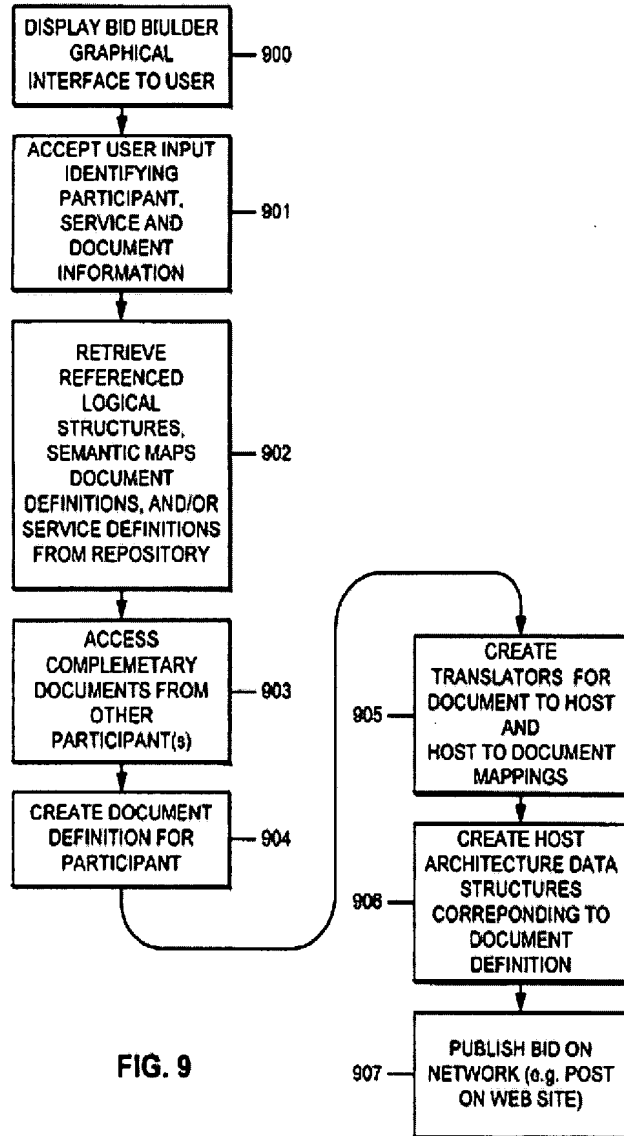 DISPLAY BID BIULDER
GRAPHICAL
INTERFACE TO USER
900
ACCEPT USER INPUT
IDENTIFYING
PARTICIPANT,
SERVICE AND
DOCUMENT
INFORMATION
901
RETRIEVE
REFERENCED
LOGICAL
STRUCTURES,
SEMANTIC MAPS
DOCUMENT
DEFINITIONS, AND/OR
SERVICE DEFINITIONS
FROM REPOSITORY
902
ACCESS
COMPLEMETARY
DOCUMENTS FROM
OTHER
PARTICIPANT(s)
903
CREATE DOCUMENT
DEFINITION FOR
PARTICIPANT
904
CREATE
TRANSLATORS FOR
DOCUMENT TO HOST
AND
HOST TO DOCUMENT
MAPPINGS
905
CREATE HOST
ARCHITECTURE DATA
STRUCTURES
CORREPONDING TO
DOCUMENT
DEFINITION
906
PUBLISH BID ON
NETWORK (e.g. POST
ON WEB SITE)
907
FIG. 9